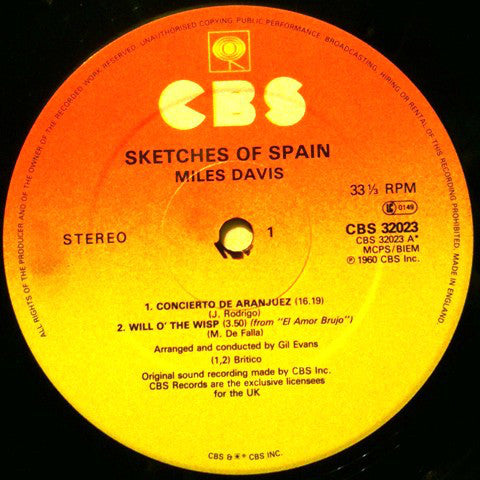 ALL RIGHTS OF THE PRODUCER AND OF THE OWNER OF THE RECORDED WORK RESERVED. UNAUTHORISED COPYING, PUBLIC PERFORMANCE, BROADCASTING, HIRING OR RENTAL OF THIS RECORDING PROHIBITED. MADE IN ENGLAND
CBS
SKETCHES OF SPAIN
MILES DAVIS
33⅓ RPM
LC 0149
STEREO
1
CBS 32023
CBS 32023 A*
MCPS/BIEM
℗ 1960 CBS Inc.
1. CONCIERTO DE ARANJUEZ (16.19)
(J. Rodrigo)
2. WILL O' THE WISP (3.50) (from "El Amor Brujo")
(M. De Falla)
Arranged and conducted by Gil Evans
(1,2) Britico
Original sound recording made by CBS Inc.
CBS Records are the exclusive licensees
for the UK
CBS & ⁕ CBS INC.